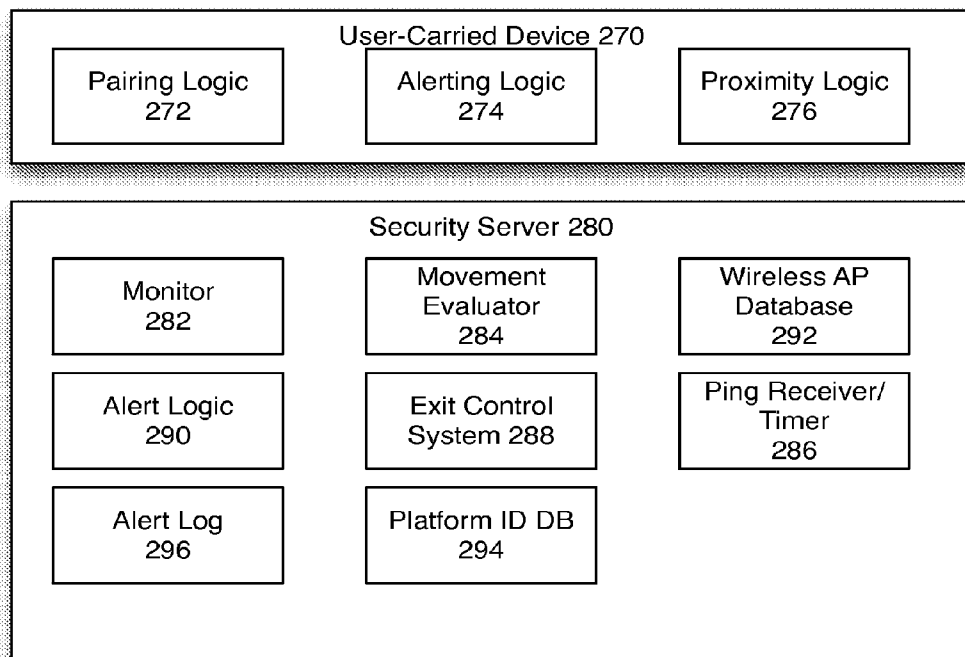 User-Carried Device 270
Pairing Logic
272
Alerting Logic
274
Proximity Logic
276
Security Server 280
Monitor
282
Movement
Evaluator
284
Wireless AP
Database
292
Alert Logic
290
Exit Control
System 288
Ping Receiver/
Timer
286
Alert Log
296
Platform ID DB
294